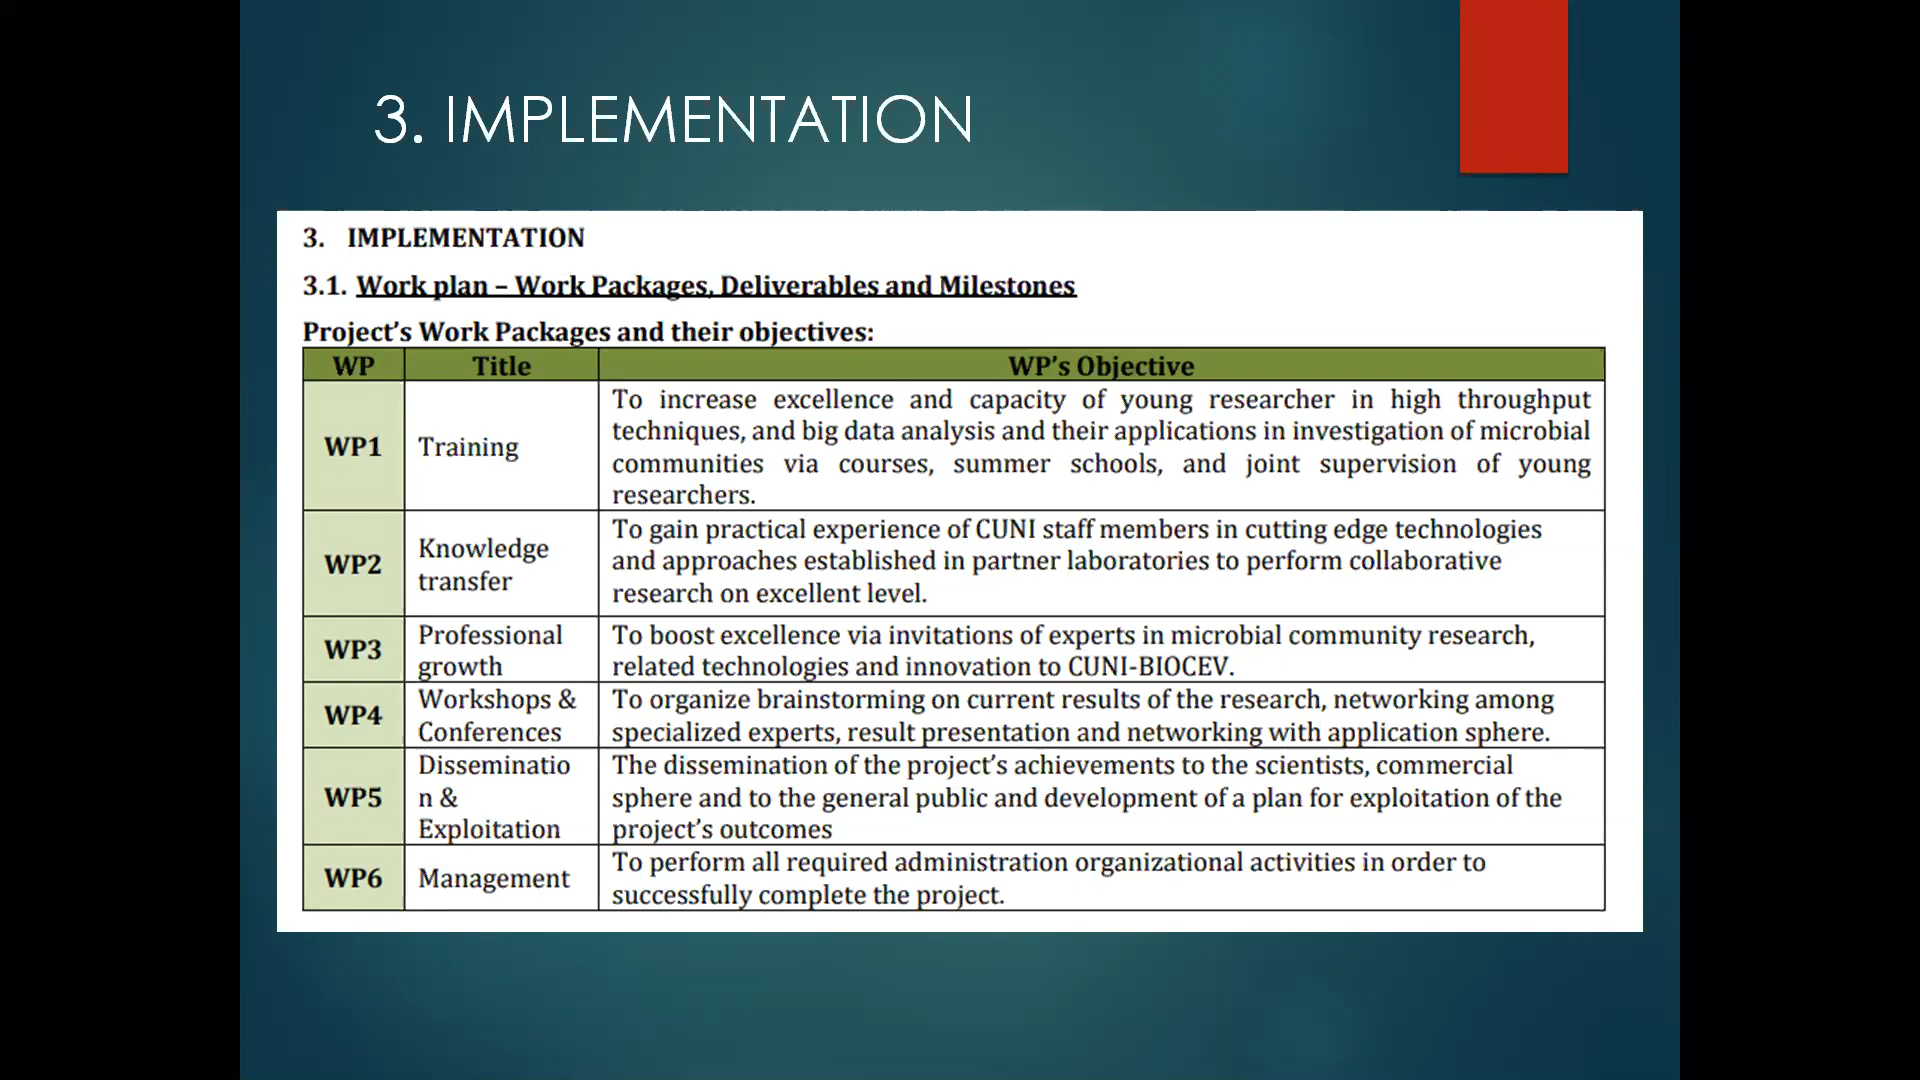 3. IMPLEMENTATION
3. IMPLEMENTATION
3.1. Work plan – Work Packages, Deliverables and Milestones
Project's Work Packages and their objectives:
WP Title WP's Objective
WP1 Training
To increase excellence and capacity of young researcher in high throughput
techniques, and big data analysis and their applications in investigation of microbial
communities via courses, summer schools, and joint supervision of young
researchers.
WP2
Knowledge
transfer
To gain practical experience of CUNI staff members in cutting edge technologies
and approaches established in partner laboratories to perform collaborative
research on excellent level.
WP3
Professional
growth
To boost excellence via invitations of experts in microbial community research,
related technologies and innovation to CUNI-BIOCEV.
WP4
Workshops &
Conferences
To organize brainstorming on current results of the research, networking among
specialized experts, result presentation and networking with application sphere.
WP5
Disseminatio
n &
Exploitation
The dissemination of the project's achievements to the scientists, commercial
sphere and to the general public and development of a plan for exploitation of the
project's outcomes
WP6 Management
To perform all required administration organizational activities in order to
successfully complete the project.